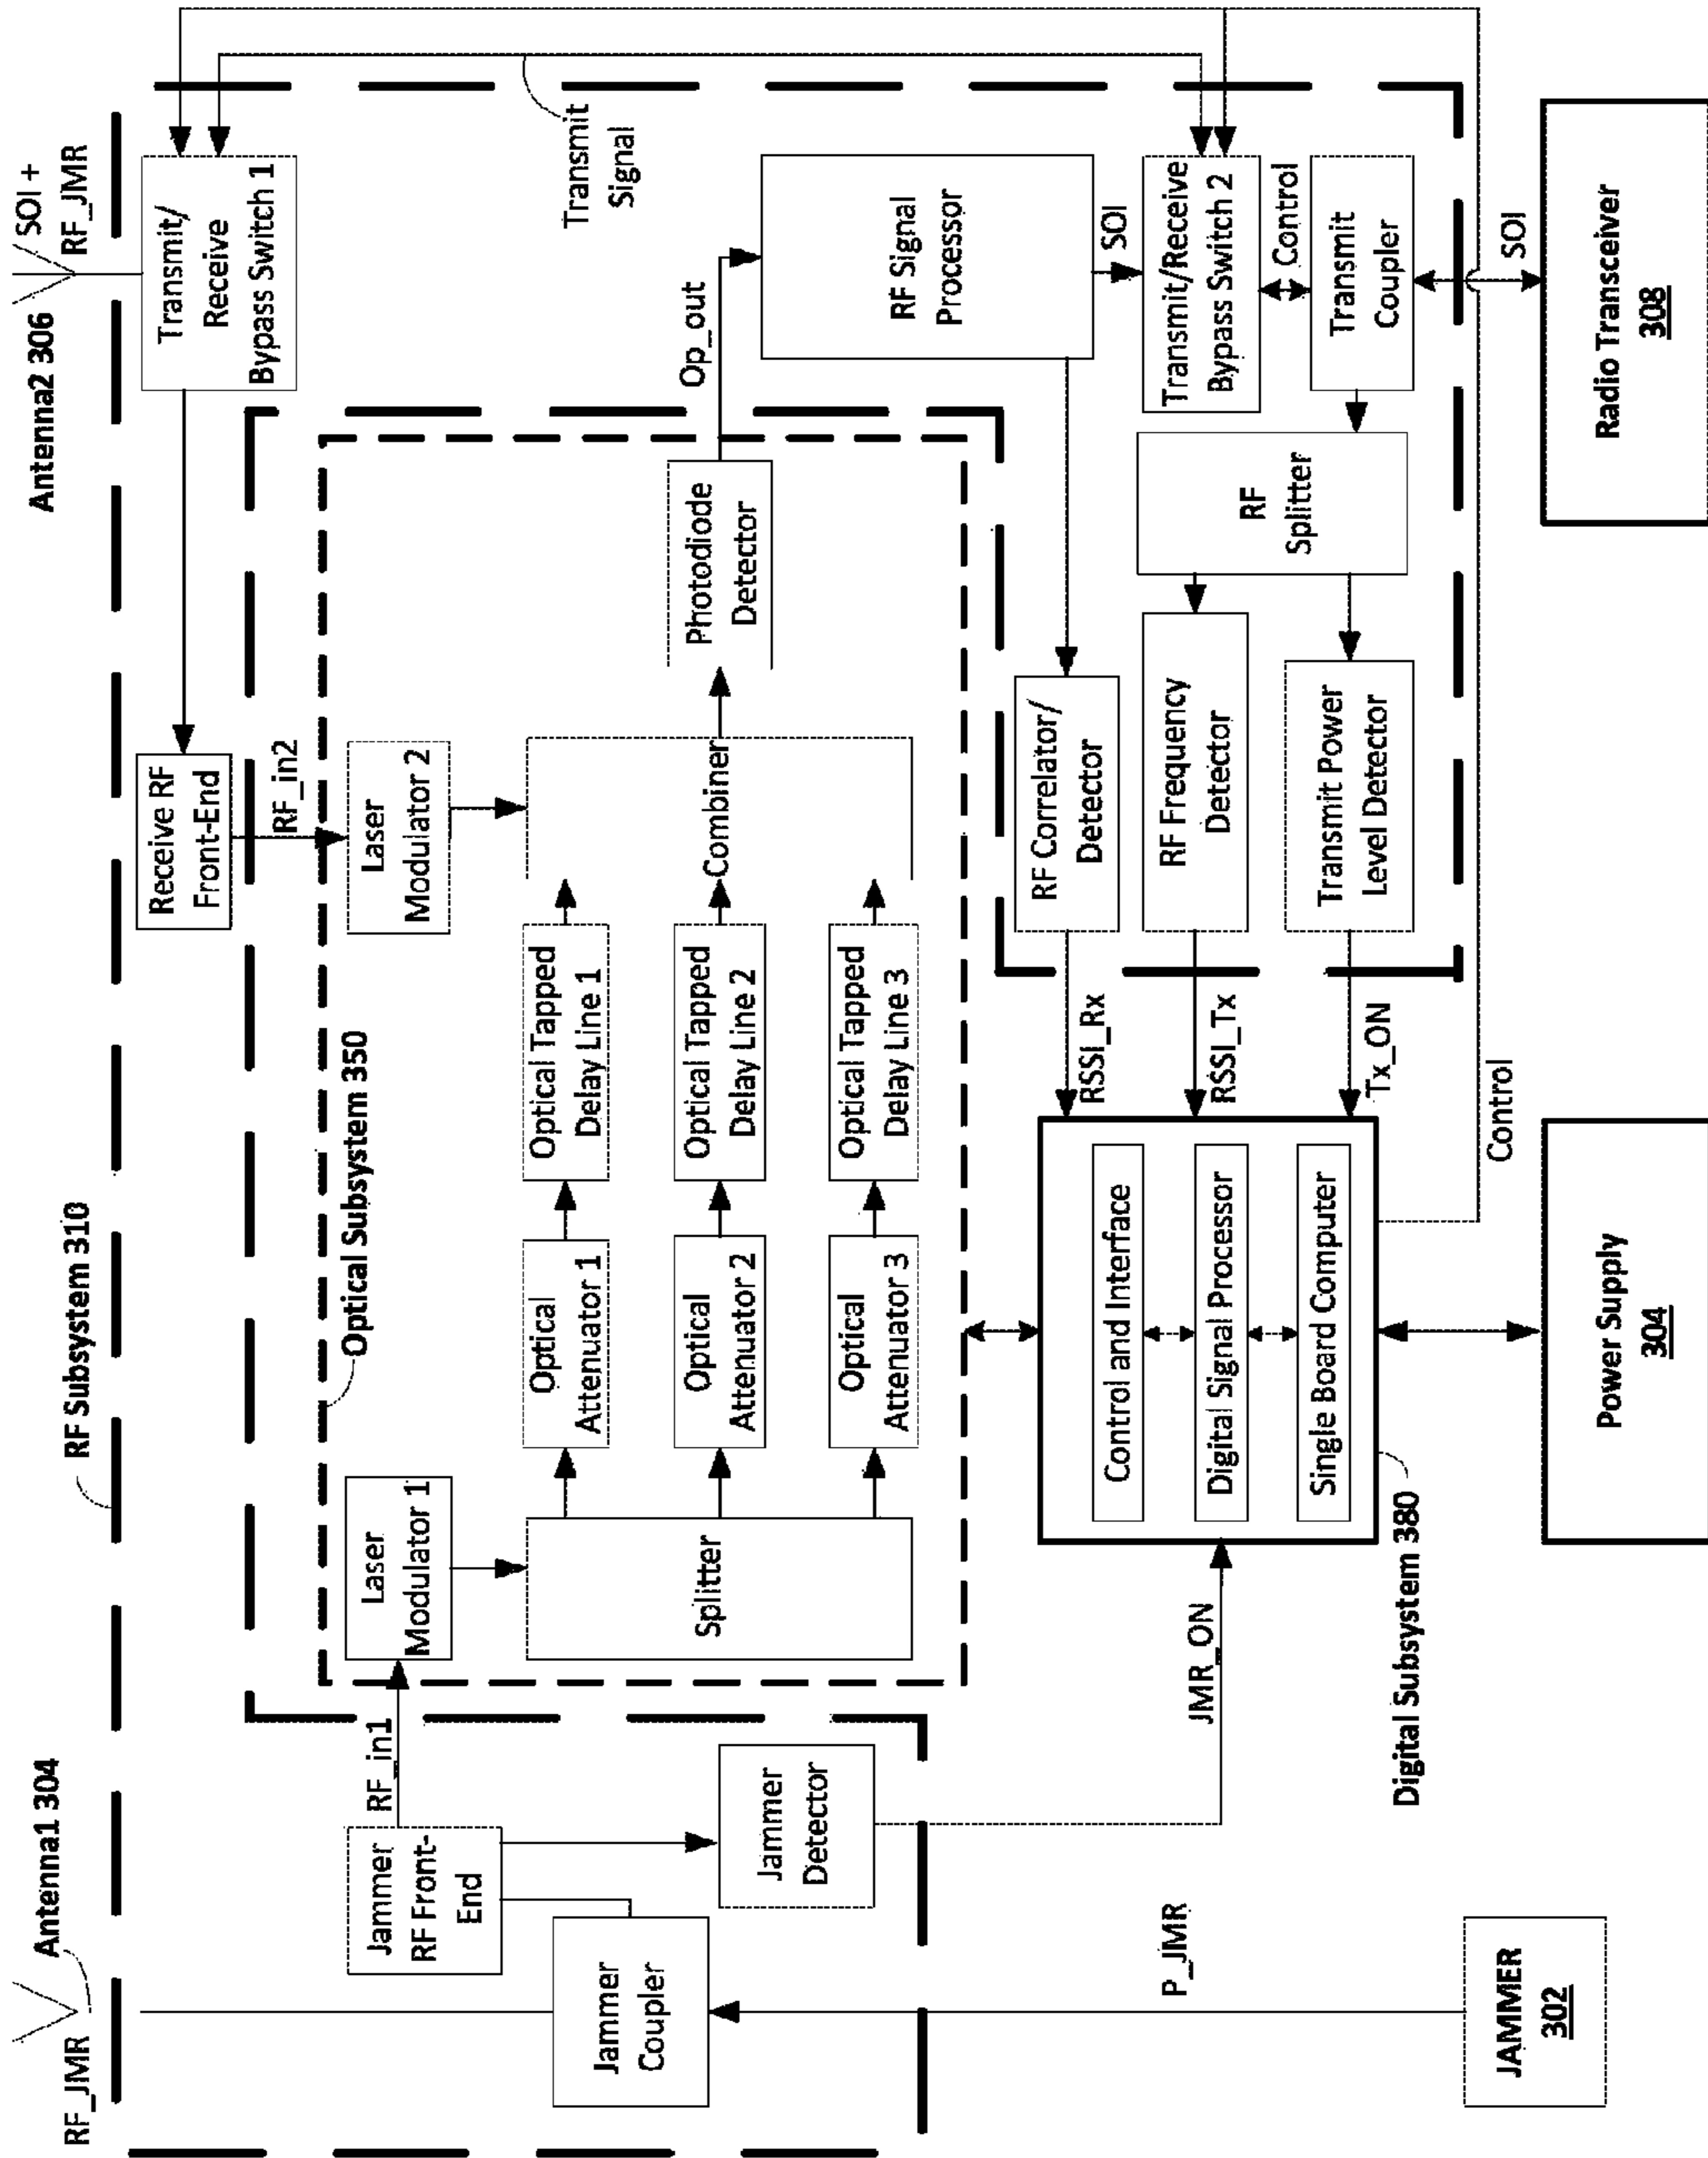 RF_JMR
Antenna1 304
RF Subsystem 310
Antenna2 306
SOI +
RF_JMR
Transmit/
Receive
Bypass Switch 1
Receive RF
Front-End
RF_in2
Transmit
Signal
Optical Subsystem 350
Jammer
RF Front-
End
RF_in1
Laser
Modulator 1
Laser
Modulator 2
Splitter
Optical
Attenuator 1
Optical Tapped
Delay Line 1
Optical
Attenuator 2
Optical Tapped
Delay Line 2
Optical
Attenuator 3
Optical Tapped
Delay Line 3
Combiner
Photodiode
Detector
Op_out
RF Signal
Processor
SOI
Jammer
Coupler
Jammer
Detector
JMR_ON
P_JMR
Control and Interface
Digital Signal Processor
Single Board Computer
Digital Subsystem 380
RSSI_Rx
RSSI_Tx
Tx_ON
RF Correlator/
Detector
RF Frequency
Detector
Transmit Power
Level Detector
RF
Splitter
Transmit/Receive
Bypass Switch 2
Control
Transmit
Coupler
SOI
Control
JAMMER
302
Power Supply
304
Radio Transceiver
308